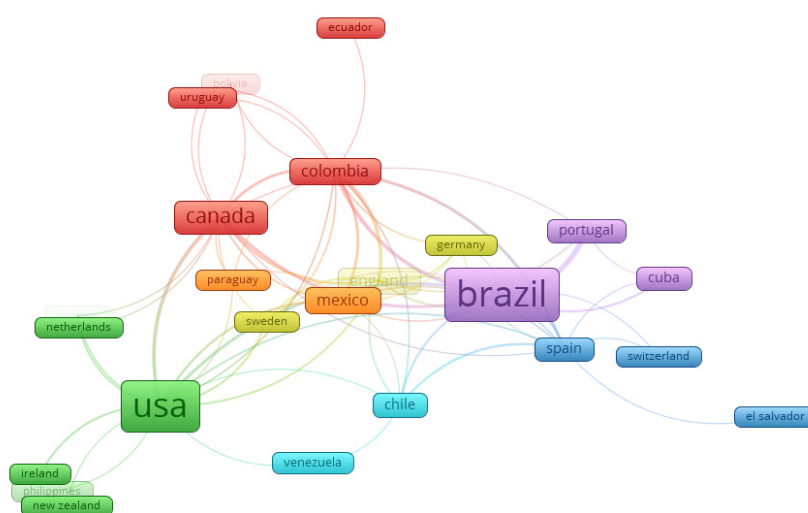 ecuador
bolivia
uruguay
colombia
canada
portugal
germany
cuba
paraguay
england
brazil
mexico
sweden
netherlands
spain
switzerland
usa
chile
el salvador
venezuela
ireland
philippines
new zealand